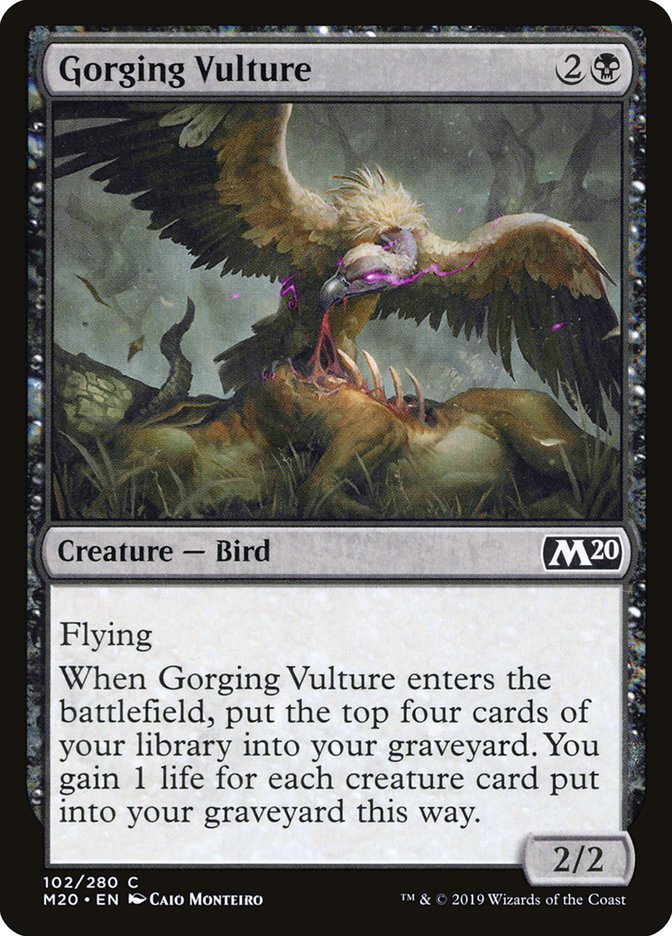 Gorging Vulture 2
Creature — Bird M20
Flying
When Gorging Vulture enters the
battlefield, put the top four cards of
your library into your graveyard. You
gain 1 life for each creature card put
into your graveyard this way.
2/2
102/280 C
M20 • EN Caio Monteiro
™ & © 2019 Wizards of the Coast